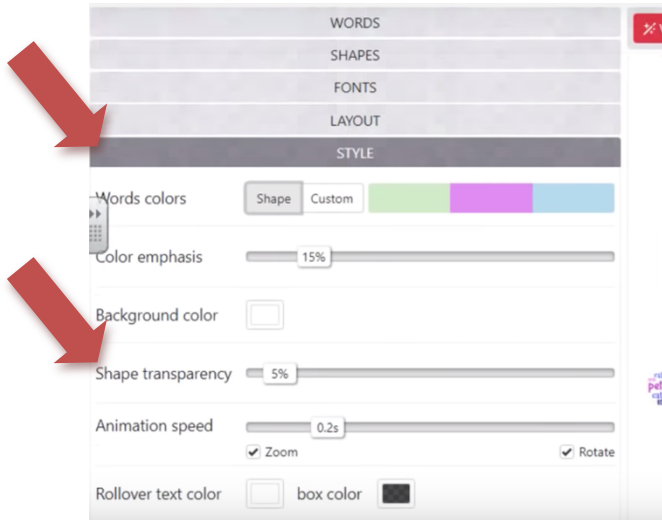 WORDS
SHAPES
FONTS
LAYOUT
STYLE
Words colors Shape Custom
Color emphasis 15%
Background color
Shape transparency 5%
Animation speed 0.2s
Zoom Rotate
Rollover text color box color